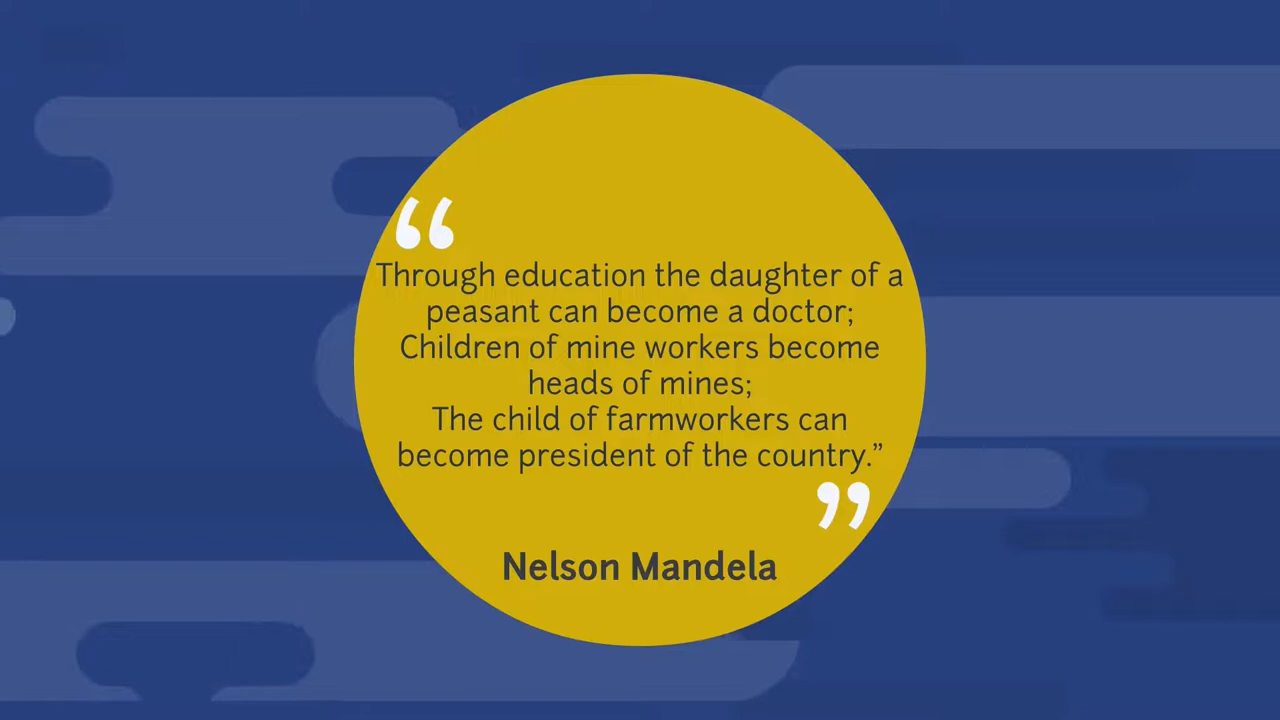 “
Through education the daughter of a
peasant can become a doctor;
Children of mine workers become
heads of mines;
The child of farmworkers can
become president of the country.”
”
Nelson Mandela